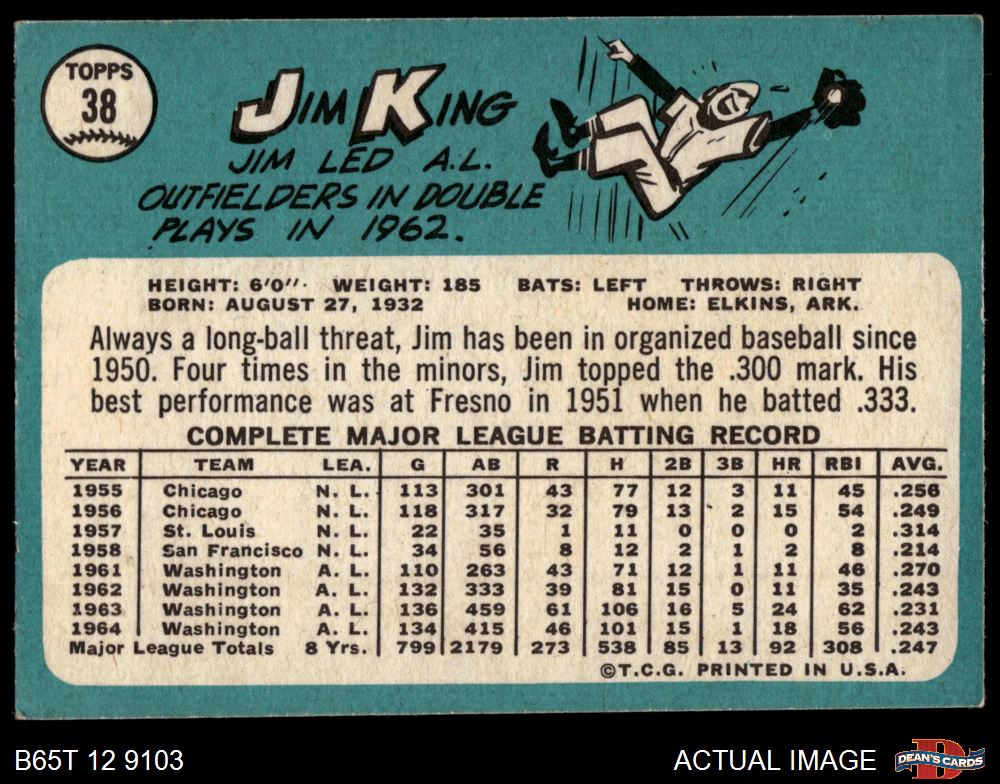 TOPPS
38
JIM KING
JIM LED A.L.
OUTFIELDERS IN DOUBLE
PLAYS IN 1962.
HEIGHT: 6'0" WEIGHT: 185 BATS: LEFT THROWS: RIGHT
BORN: AUGUST 27, 1932 HOME: ELKINS, ARK.
Always a long-ball threat, Jim has been in organized baseball since
1950. Four times in the minors, Jim topped the .300 mark. His
best performance was at Fresno in 1951 when he batted .333.
COMPLETE MAJOR LEAGUE BATTING RECORD
YEAR TEAM LEA. G AB R H 2B 3B HR RBI AVG.
1955 Chicago N. L. 113 301 43 77 12 3 11 45 .256
1956 Chicago N. L. 118 317 32 79 13 2 15 54 .249
1957 St. Louis N. L. 22 35 1 11 0 0 0 2 .314
1958 San Francisco N. L. 34 56 8 12 2 1 2 8 .214
1961 Washington A. L. 110 263 43 71 12 1 11 46 .270
1962 Washington A. L. 132 333 39 81 15 0 11 35 .243
1963 Washington A. L. 136 459 61 106 16 5 24 62 .231
1964 Washington A. L. 134 415 46 101 15 1 18 56 .243
Major League Totals 8 Yrs. 799 2179 273 538 85 13 92 308 .247
©T.C.G. PRINTED IN U.S.A.
B65T 12 9103 ACTUAL IMAGE DEAN'S CARDS